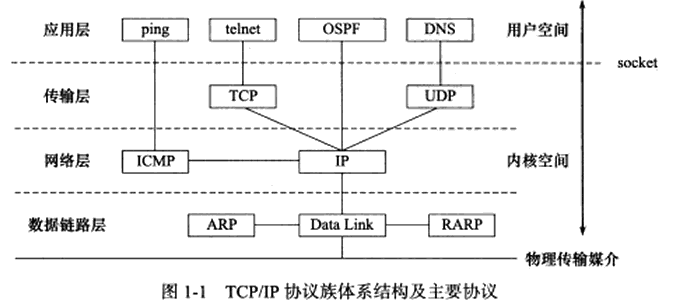 应用层 ping telnet OSPF DNS 用户空间
socket
传输层 TCP UDP
网络层 ICMP IP 内核空间
数据链路层 ARP Data Link RARP
物理传输媒介
图 1-1 TCP/IP 协议族体系结构及主要协议